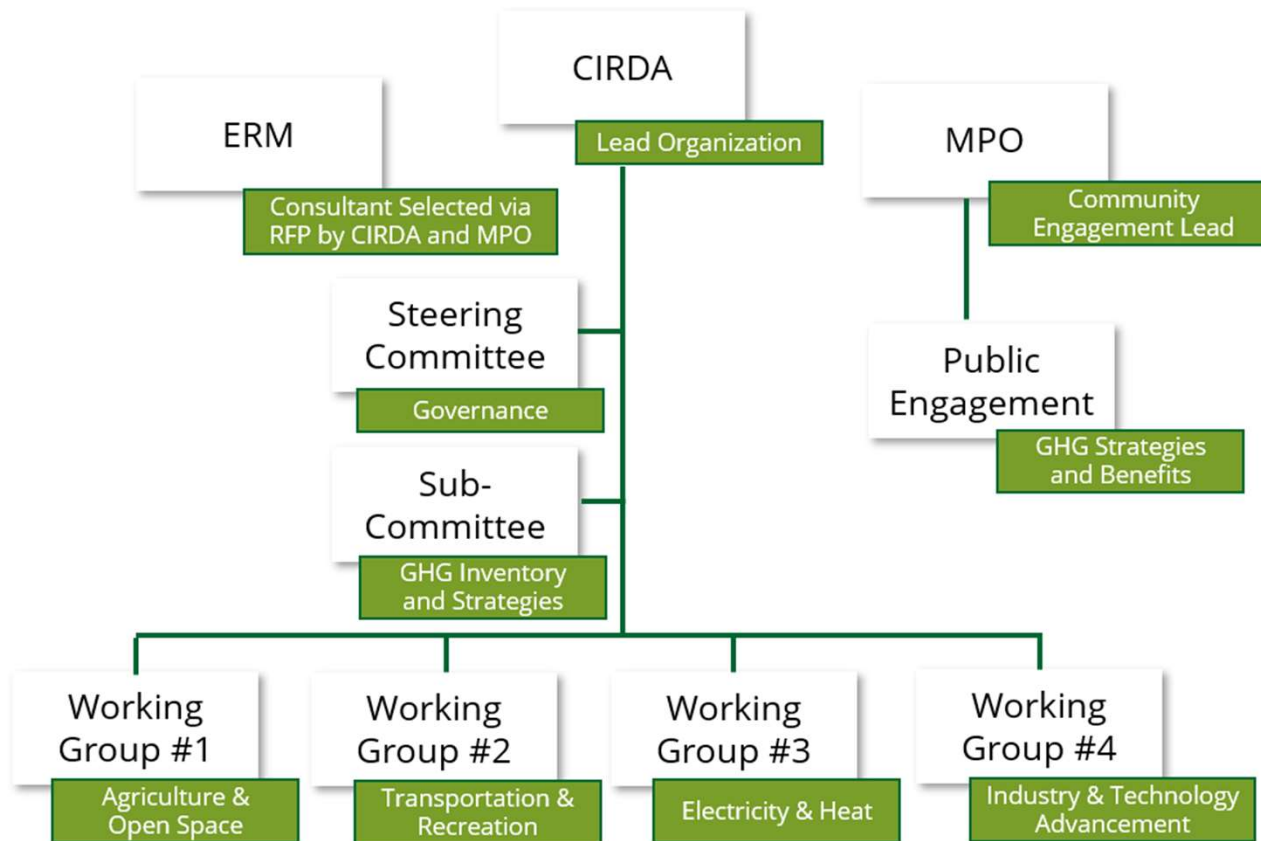 CIRDA
Lead Organization
ERM
Consultant Selected via
RFP by CIRDA and MPO
MPO
Community
Engagement Lead
Steering
Committee
Governance
Public
Engagement
GHG Strategies
and Benefits
Sub-
Committee
GHG Inventory
and Strategies
Working
Group #1
Agriculture &
Open Space
Working
Group #2
Transportation &
Recreation
Working
Group #3
Electricity & Heat
Working
Group #4
Industry & Technology
Advancement